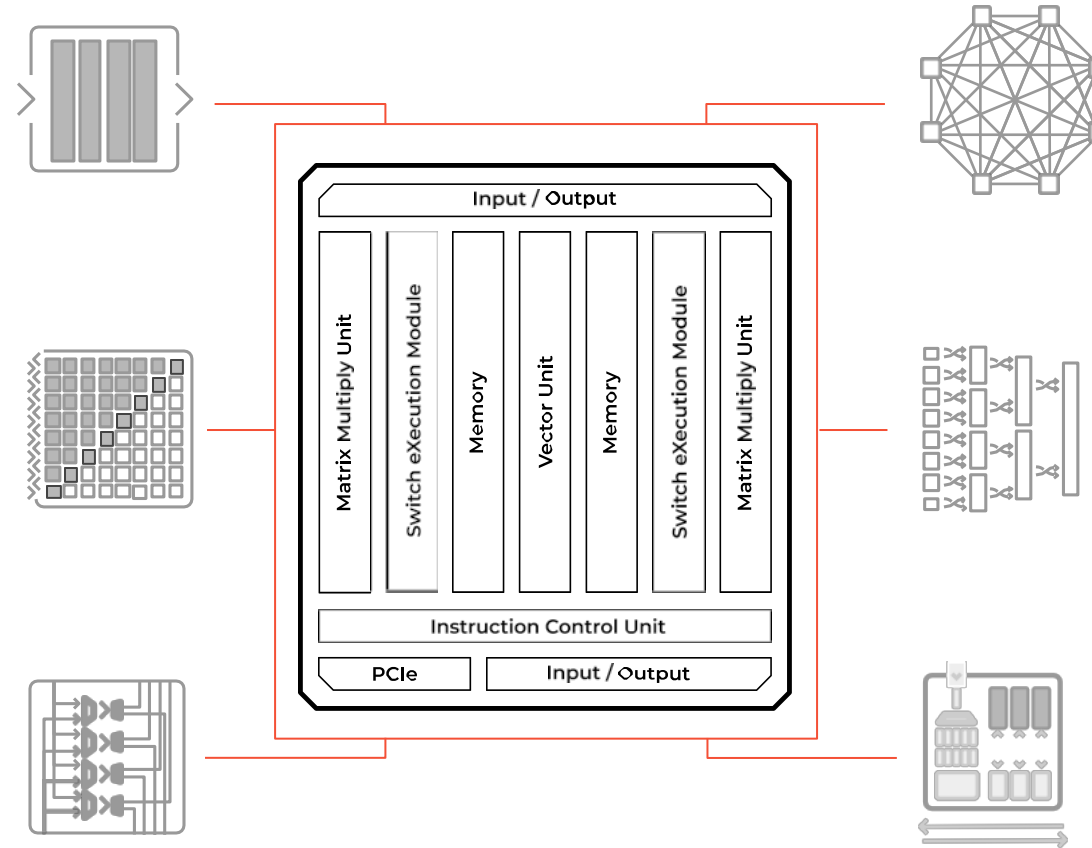 Input / Output
Matrix Multiply Unit
Switch eXecution Module
Memory
Vector Unit
Memory
Switch eXecution Module
Matrix Multiply Unit
Instruction Control Unit
PCIe
Input / Output